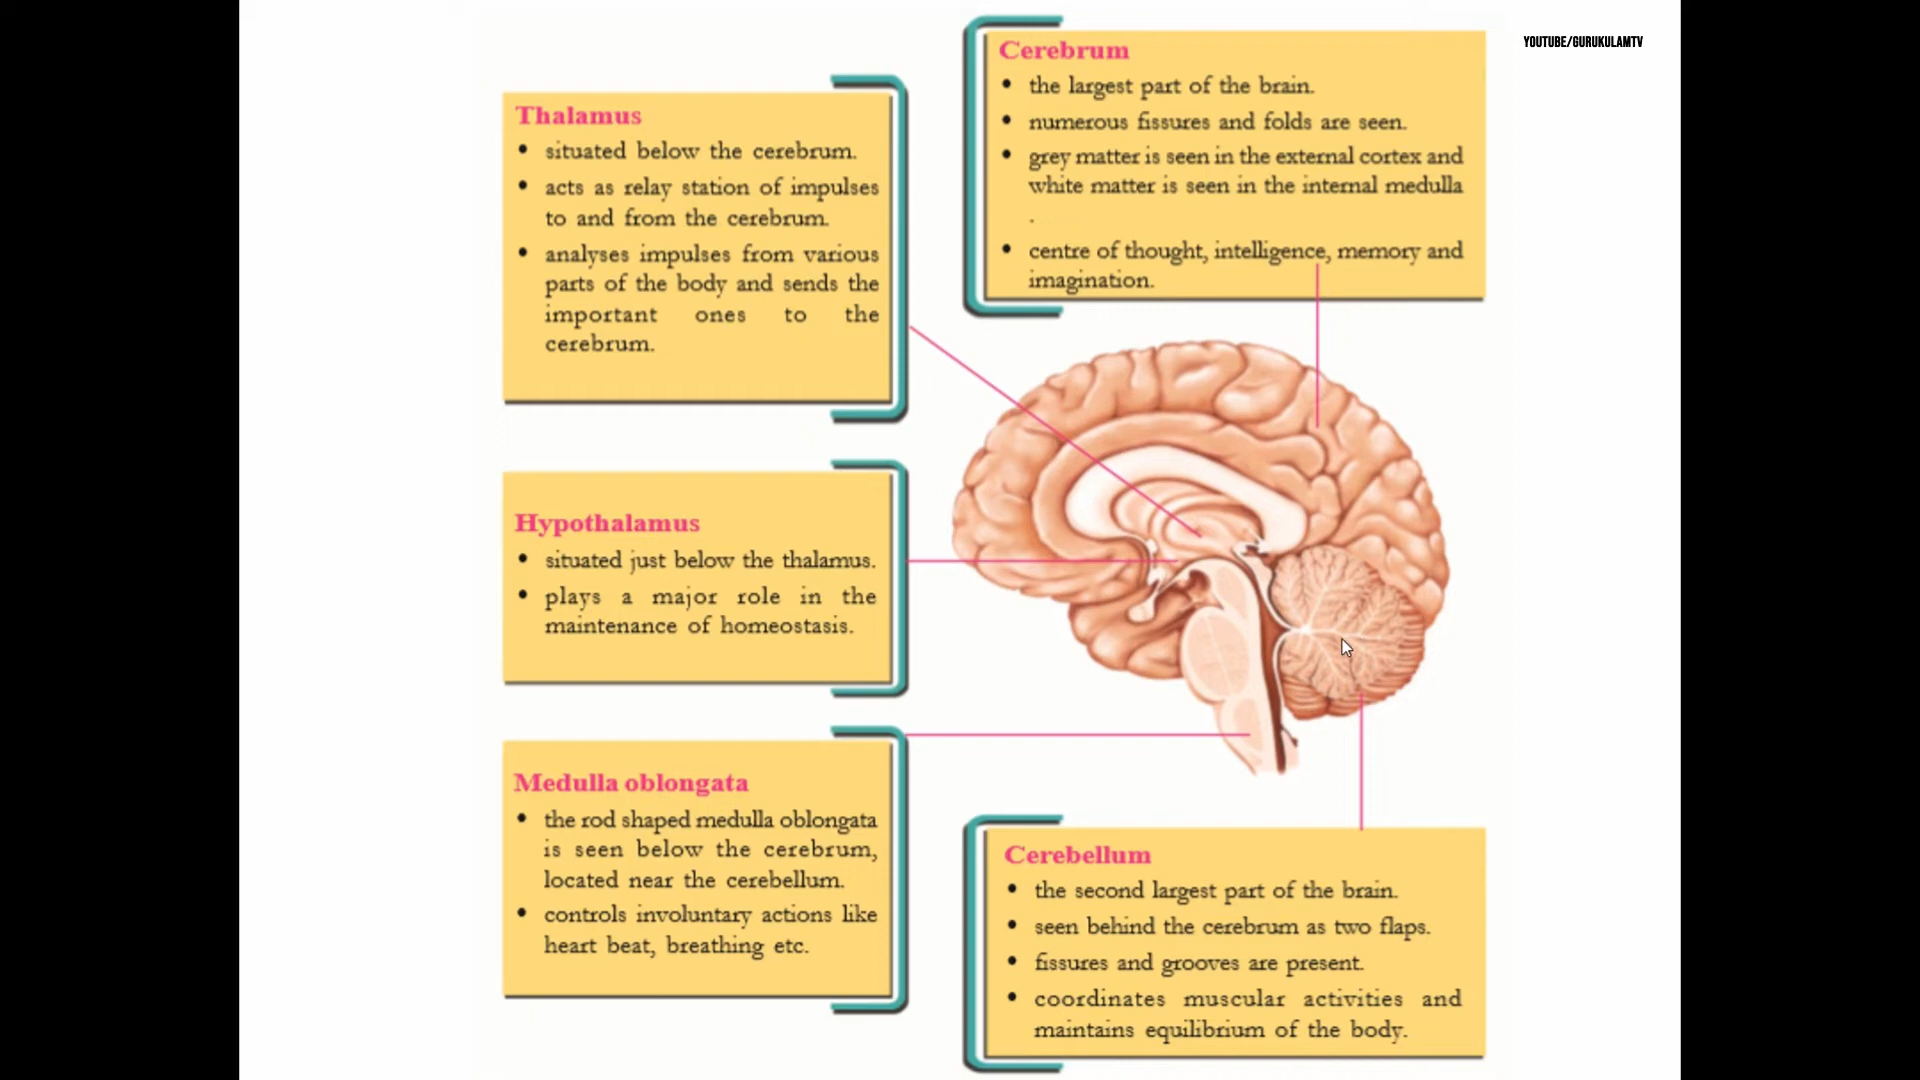 YOUTUBE/GURUKULAMTV
Thalamus
• situated below the cerebrum.
• acts as relay station of impulses
to and from the cerebrum.
• analyses impulses from various
parts of the body and sends the
important ones to the
cerebrum.
Cerebrum
• the largest part of the brain.
• numerous fissures and folds are seen.
• grey matter is seen in the external cortex and
white matter is seen in the internal medulla
.
• centre of thought, intelligence, memory and
imagination.
Hypothalamus
• situated just below the thalamus.
• plays a major role in the
maintenance of homeostasis.
Medulla oblongata
• the rod shaped medulla oblongata
is seen below the cerebrum,
located near the cerebellum.
• controls involuntary actions like
heart beat, breathing etc.
Cerebellum
• the second largest part of the brain.
• seen behind the cerebrum as two flaps.
• fissures and grooves are present.
• coordinates muscular activities and
maintains equilibrium of the body.